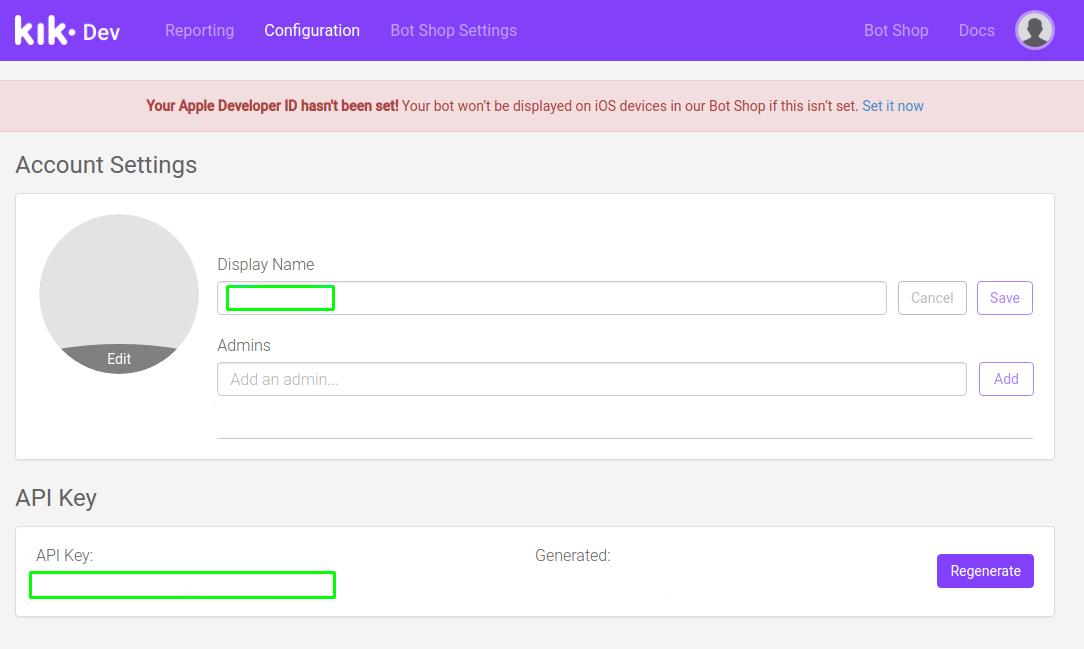 kik· Dev Reporting Configuration Bot Shop Settings Bot Shop Docs
Your Apple Developer ID hasn't been set! Your bot won't be displayed on iOS devices in our Bot Shop if this isn't set. Set it now
Account Settings
Display Name
Cancel Save
Edit
Admins
Add an admin... Add
API Key
API Key: Generated:
Regenerate